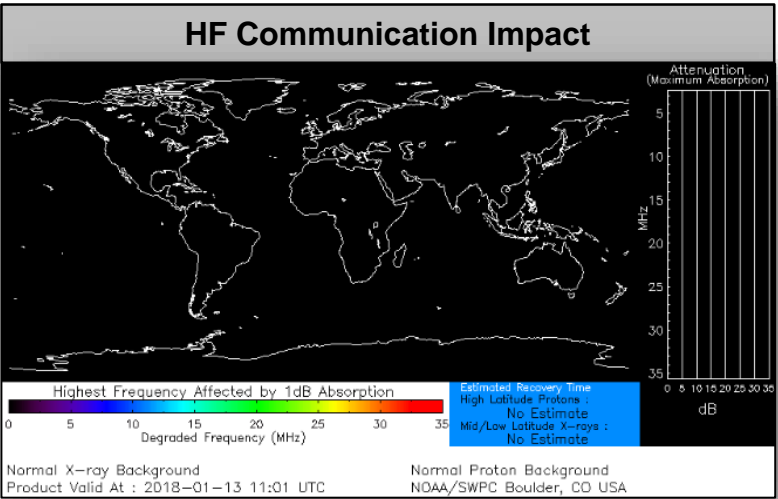 HF Communication Impact
Attenuation
(Maximum Absorption)
5
10
15
20
25
30
35
MHz
0 5 10 15 20 25 30 35
dB
Highest Frequency Affected by 1dB Absorption
0 5 10 15 20 25 30 35
Degraded Frequency (MHz)
Estimated Recovery Time
High Latitude Protons :
No Estimate
Mid/Low Latitude X-rays :
No Estimate
Normal X-ray Background
Product Valid At : 2018-01-13 11:01 UTC
Normal Proton Background
NOAA/SWPC Boulder, CO USA